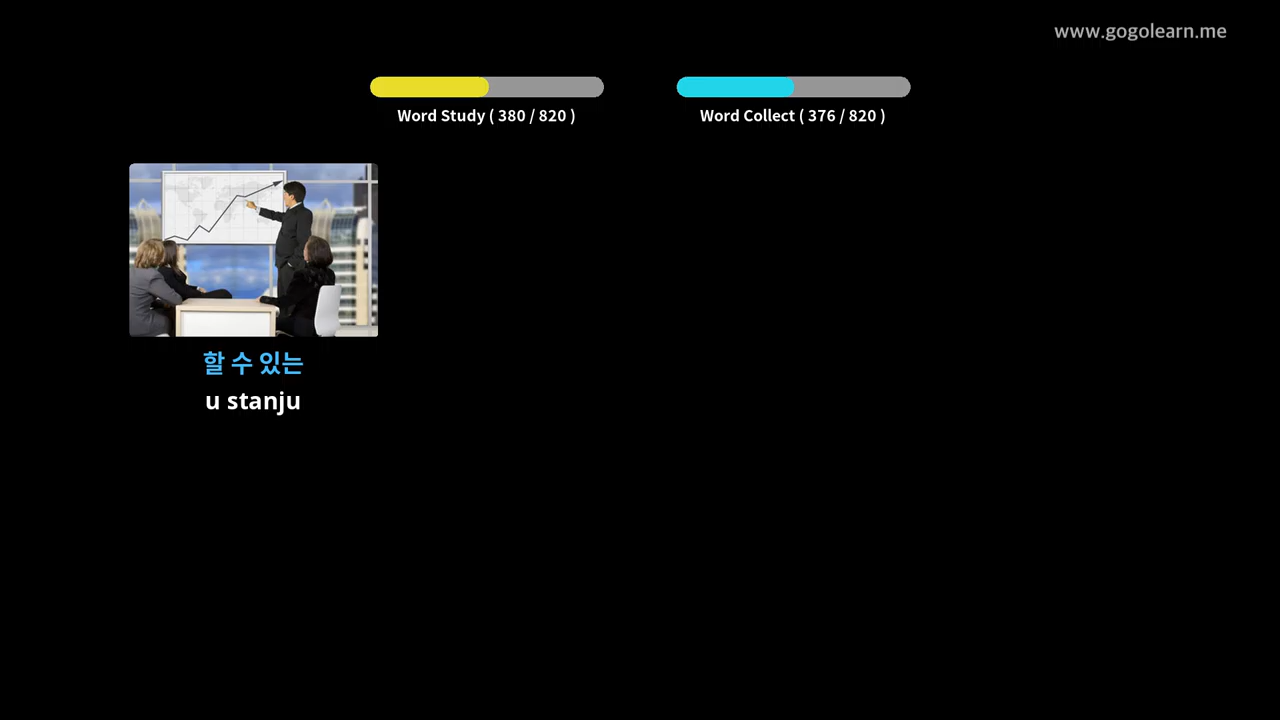 www.gogolearn.me
Word Study ( 380 / 820 )
Word Collect ( 376 / 820 )
할 수 있는
u stanju